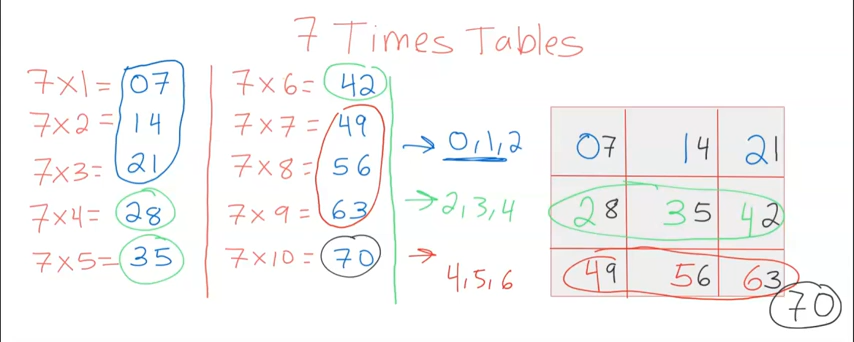 7 Times Tables
7x1= 07
7x2= 14
7x3= 21
7x4= 28
7x5= 35
7x6= 42
7x7= 49
7x8= 56
7x9= 63
7x10= 70
→ 0,1,2
→ 2,3,4
→ 4,5,6
07 14 21
28 35 42
49 56 63
70